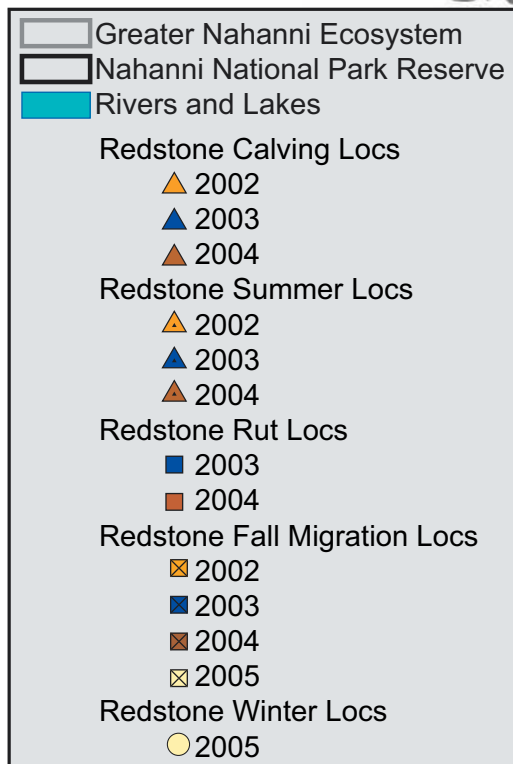 Greater Nahanni Ecosystem
Nahanni National Park Reserve
Rivers and Lakes
Redstone Calving Locs
2002
2003
2004
Redstone Summer Locs
2002
2003
2004
Redstone Rut Locs
2003
2004
Redstone Fall Migration Locs
2002
2003
2004
2005
Redstone Winter Locs
2005